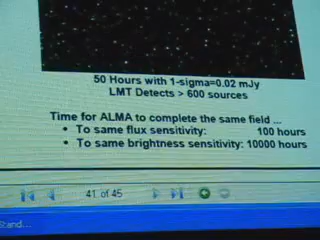 50 Hours with 1-sigma=0.02 mJy
LMT Detects > 600 sources
Time for ALMA to complete the same field ...
• To same flux sensitivity: 100 hours
• To same brightness sensitivity: 10000 hours
41 of 45
Stand...